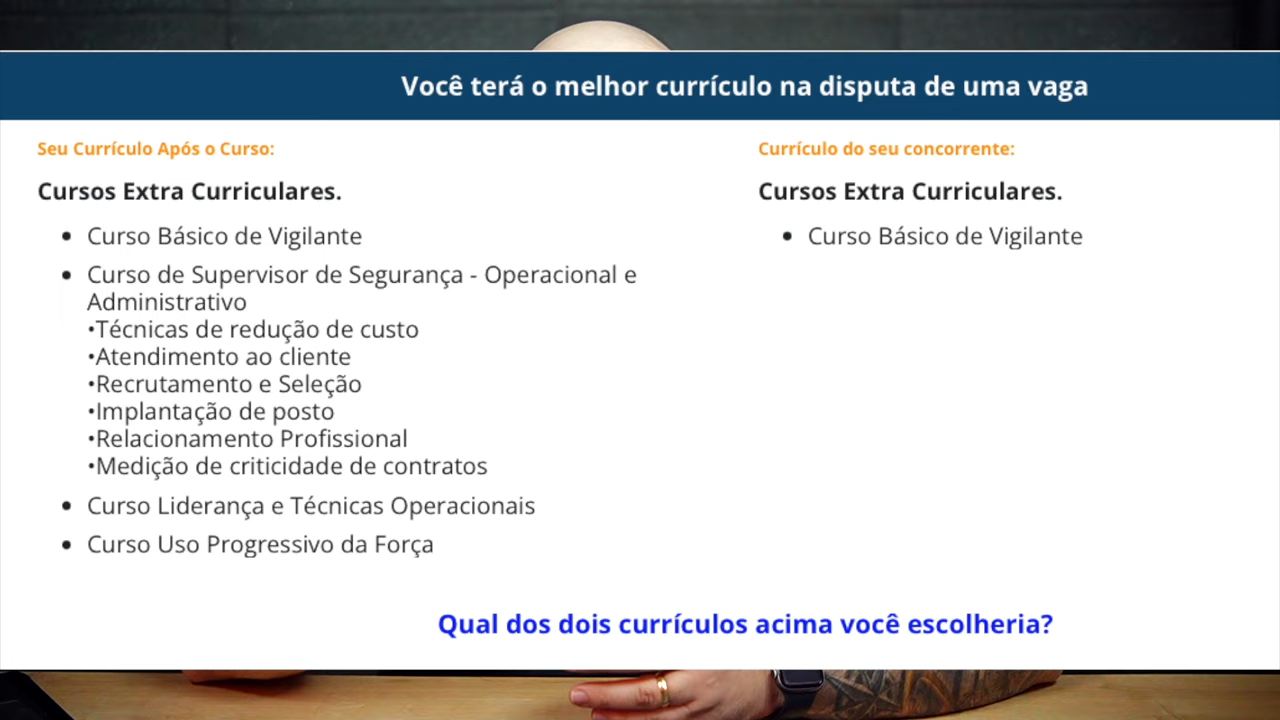 Você terá o melhor currículo na disputa de uma vaga
Seu Currículo Após o Curso:
Cursos Extra Curriculares.
• Curso Básico de Vigilante
• Curso de Supervisor de Segurança - Operacional e
Administrativo
•Técnicas de redução de custo
•Atendimento ao cliente
•Recrutamento e Seleção
•Implantação de posto
•Relacionamento Profissional
•Medição de criticidade de contratos
• Curso Liderança e Técnicas Operacionais
• Curso Uso Progressivo da Força
Currículo do seu concorrente:
Cursos Extra Curriculares.
• Curso Básico de Vigilante
Qual dos dois currículos acima você escolheria?